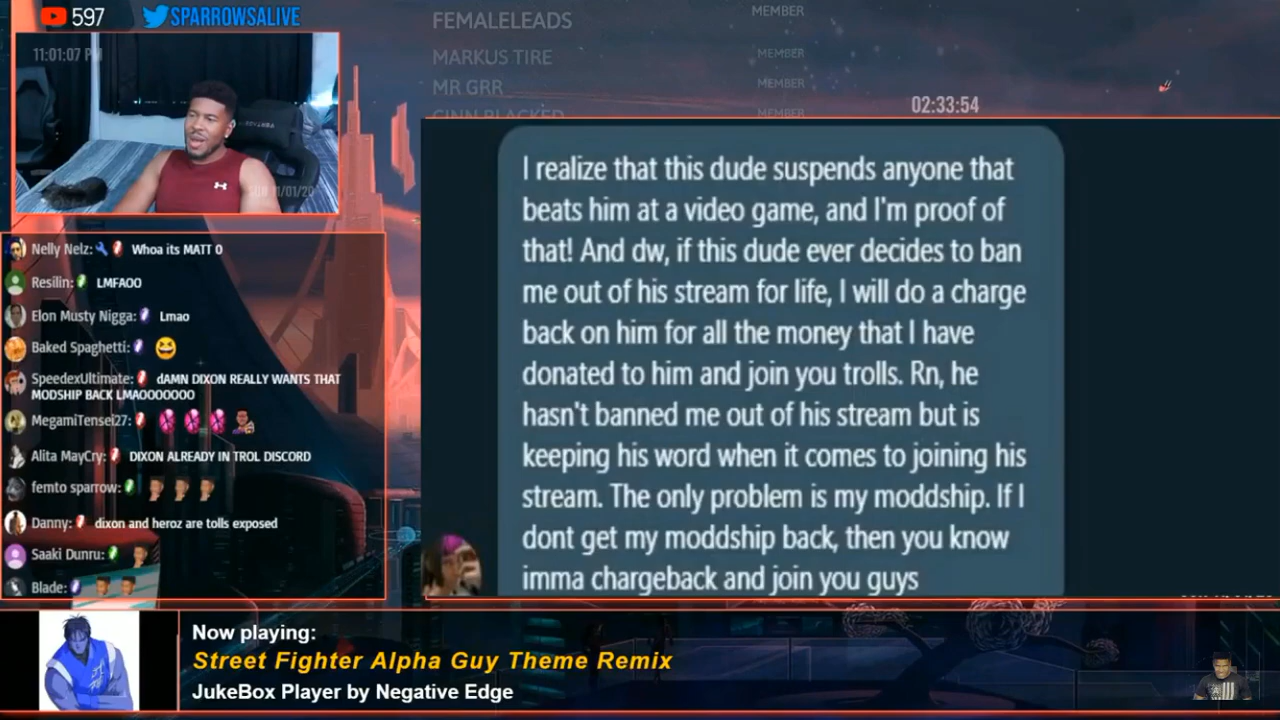 597
SPARROWSALIVE
11:01:07 PM
FEMALELEADS MEMBER
MARKUS TIRE MEMBER
MR GRR MEMBER
CINN BLACKED MEMBER
02:33:54
SUN 11/01/20
Nelly Nelz: Whoa its MATT O
Resilin: LMFAOO
Elon Musty Nigga: Lmao
Baked Spaghetti:
SpeedexUltimate: dAMN DIXON REALLY WANTS THAT
MODSHIP BACK LMAOOOOOOO
MegamiTensei27:
Alita MayCry: DIXON ALREADY IN TROL DISCORD
femto sparrow:
Danny: dixon and heroz are tolls exposed
Saaki Dunru:
Blade:
I realize that this dude suspends anyone that
beats him at a video game, and I'm proof of
that! And dw, if this dude ever decides to ban
me out of his stream for life, I will do a charge
back on him for all the money that I have
donated to him and join you trolls. Rn, he
hasn't banned me out of his stream but is
keeping his word when it comes to joining his
stream. The only problem is my moddship. If I
dont get my moddship back, then you know
imma chargeback and join you guys
Now playing:
Street Fighter Alpha Guy Theme Remix
JukeBox Player by Negative Edge